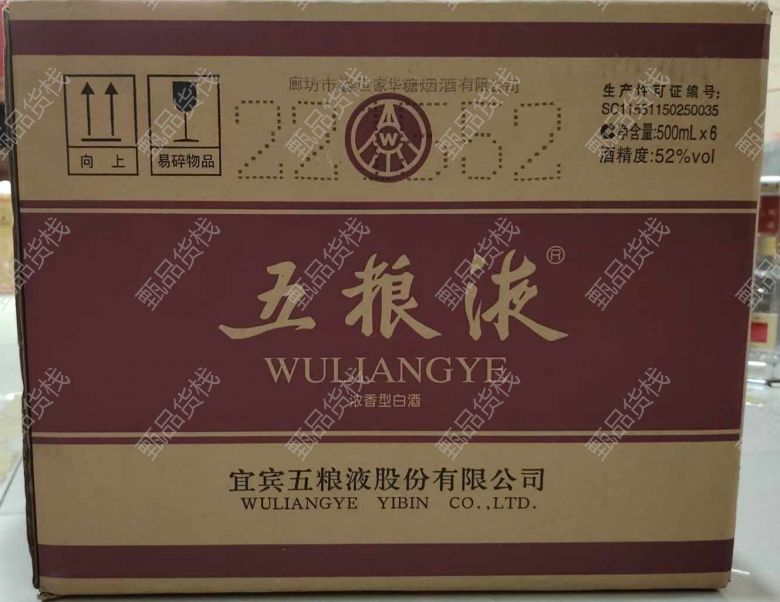 廊坊市盛世家华糖烟酒有限公司
W
向上
易碎物品
生产许可证编号:
SC11551150250035
净含量:500mL×6
酒精度:52%vol
五粮液®
WULIANGYE
浓香型白酒
宜宾五粮液股份有限公司
WULIANGYE YIBIN CO.,LTD.
甄品货栈